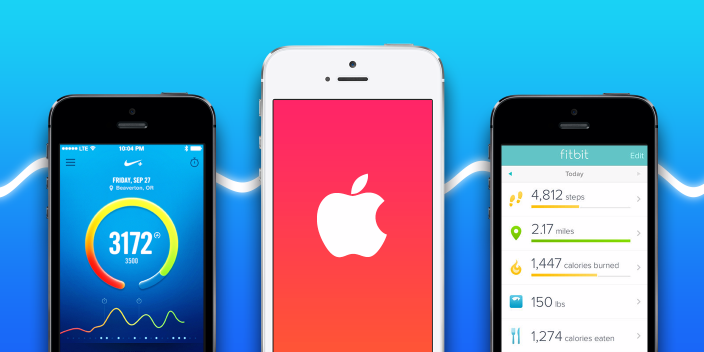 LTE 10:04 PM
FRIDAY, SEP 27
Beaverton, OR
3172
3500
fitbit Edit
Today
4,812 steps
2.17 miles
1,447 calories burned
150 lbs
1,274 calories eaten